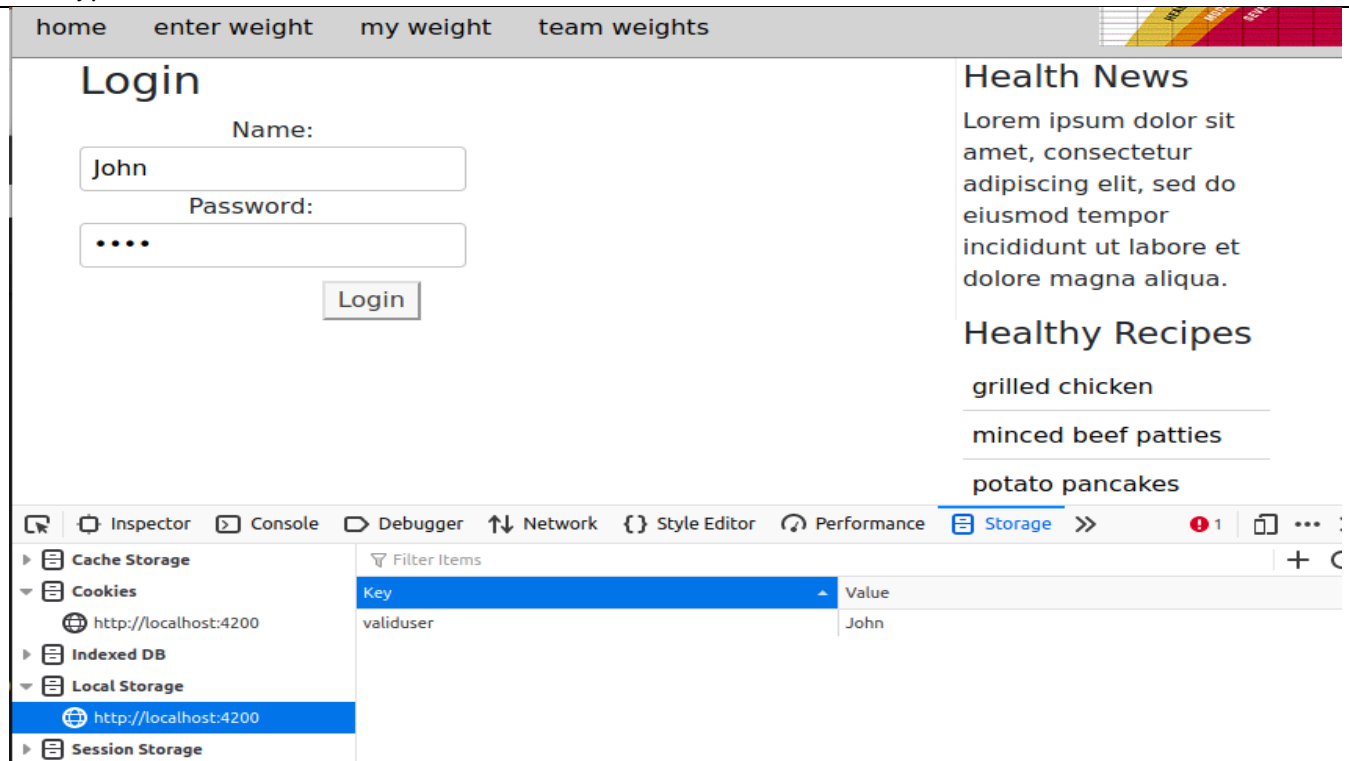 home enter weight my weight team weights
Login
Name:
John
Password:
••••
Login
Health News
Lorem ipsum dolor sit
amet, consectetur
adipiscing elit, sed do
eiusmod tempor
incididunt ut labore et
dolore magna aliqua.
Healthy Recipes
grilled chicken
minced beef patties
potato pancakes
Inspector Console Debugger Network {} Style Editor Performance Storage 1
Cache Storage
Cookies
http://localhost:4200
Indexed DB
Local Storage
http://localhost:4200
Session Storage
Filter Items
Key Value
validuser John